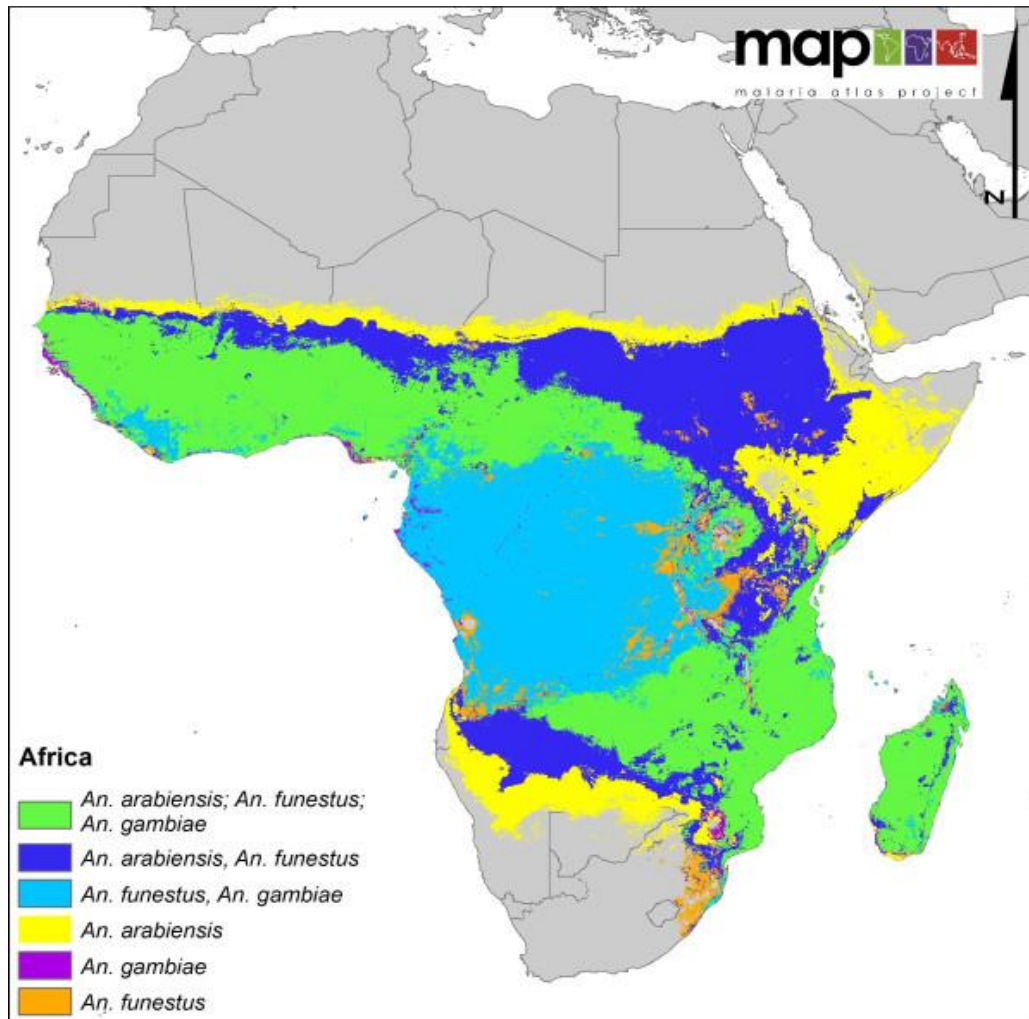 map
malaria atlas project
N
Africa
An. arabiensis; An. funestus;
An. gambiae
An. arabiensis, An. funestus
An. funestus, An. gambiae
An. arabiensis
An. gambiae
An. funestus